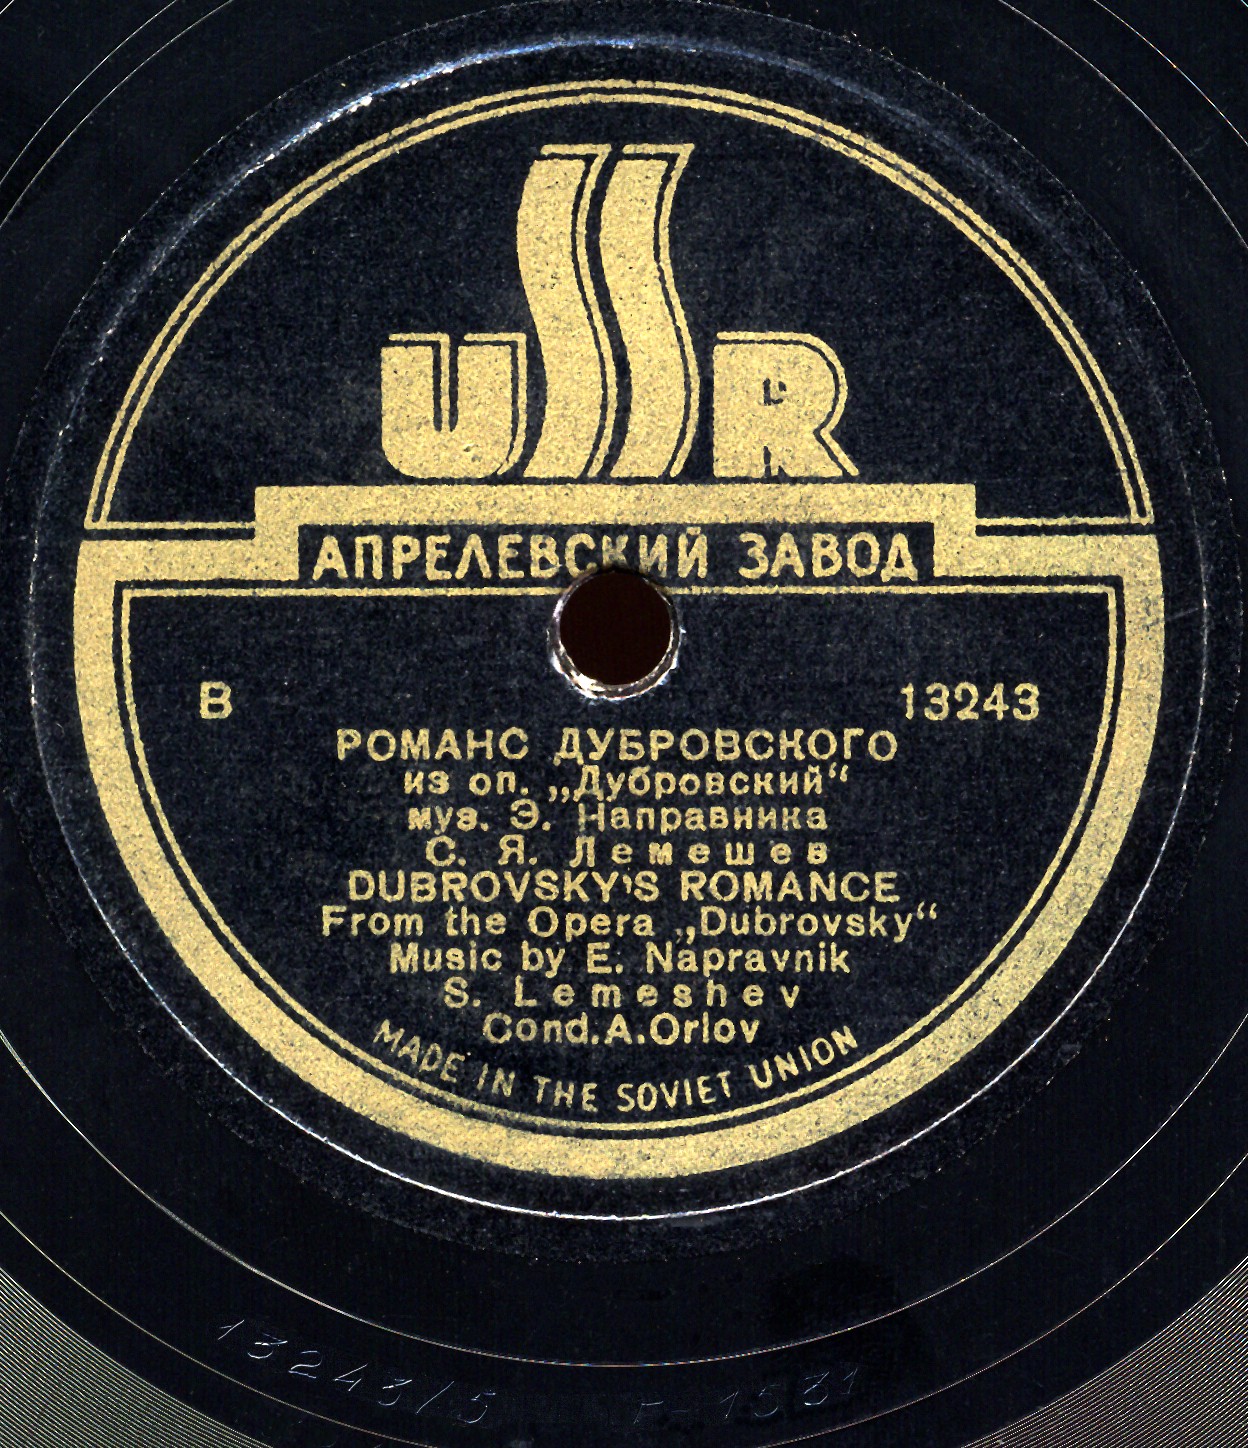 USSR
АПРЕЛЕВСКИЙ ЗАВОД
В 13243
РОМАНС ДУБРОВСКОГО
из оп. „Дубровский“
муз. Э. Направника
С. Я. Лемешев
DUBROVSKY'S ROMANCE
From the Opera „Dubrovsky“
Music by E. Napravnik
S. Lemeshev
Cond.A.Orlov
MADE IN THE SOVIET UNION
13243/5 Г-1531